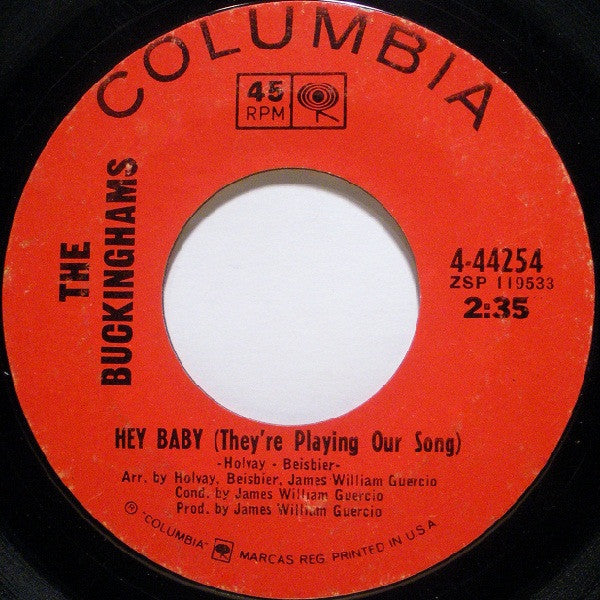 COLUMBIA
45
RPM
THE
BUCKINGHAMS
4-44254
ZSP 119533
2:35
HEY BABY (They're Playing Our Song)
-Holvay - Beisbier-
Arr. by Holvay, Beisbier, James William Guercio
Cond. by James William Guercio
Prod. by James William Guercio
℗ "COLUMBIA" MARCAS REG. PRINTED IN U.S.A.